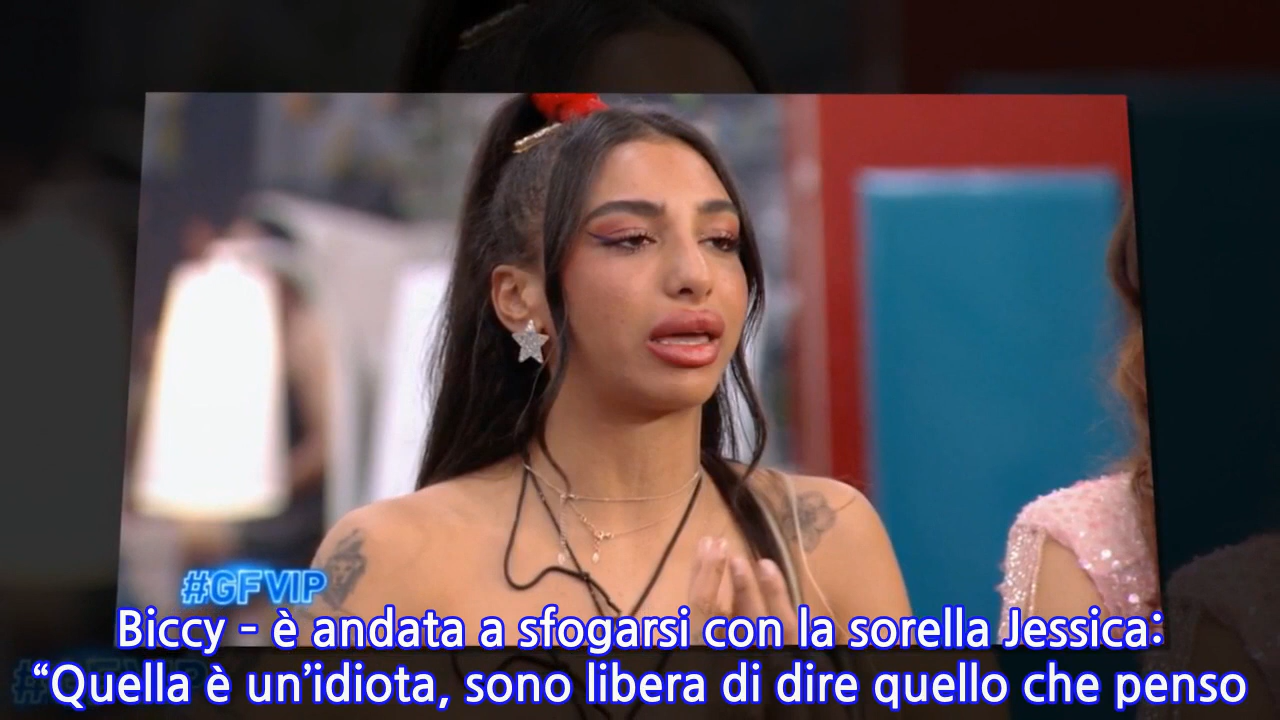 #GFVIP
Biccy - è andata a sfogarsi con la sorella Jessica:
“Quella è un’idiota, sono libera di dire quello che penso